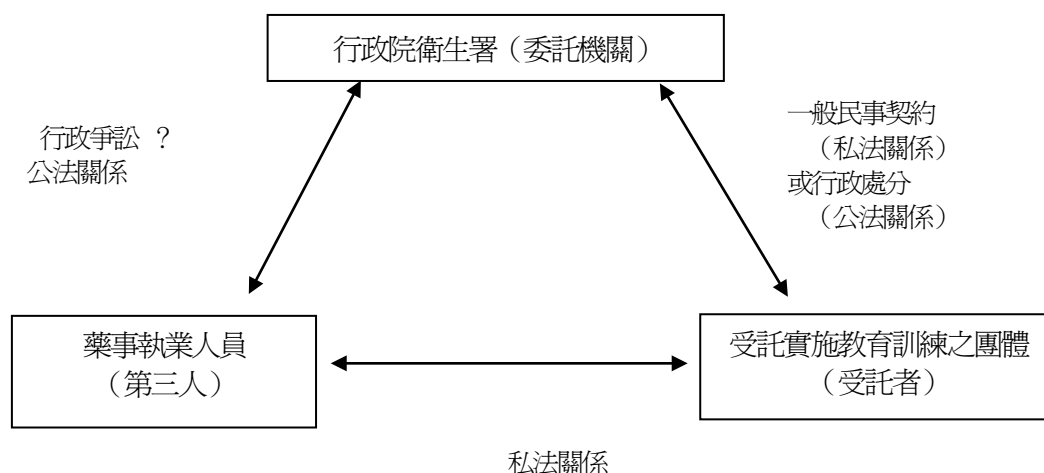 行政院衛生署（委託機關）
行政爭訟 ？
公法關係
一般民事契約
（私法關係）
或行政處分
（公法關係）
藥事執業人員
（第三人）
受託實施教育訓練之團體
（受託者）
私法關係